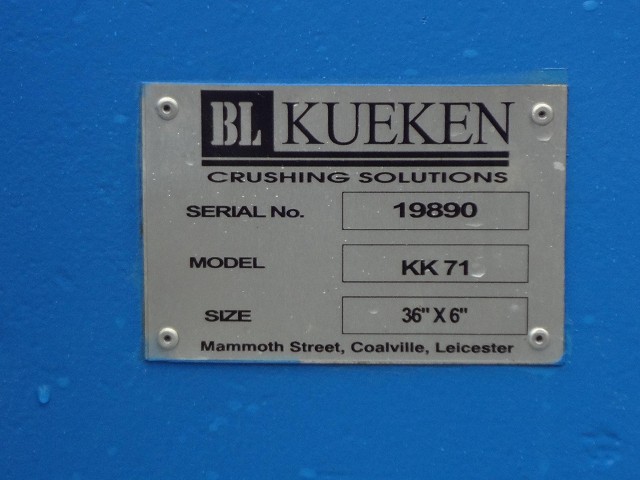 BL KUEKEN
CRUSHING SOLUTIONS
SERIAL No. 19890
MODEL KK 71
SIZE 36" X 6"
Mammoth Street, Coalville, Leicester